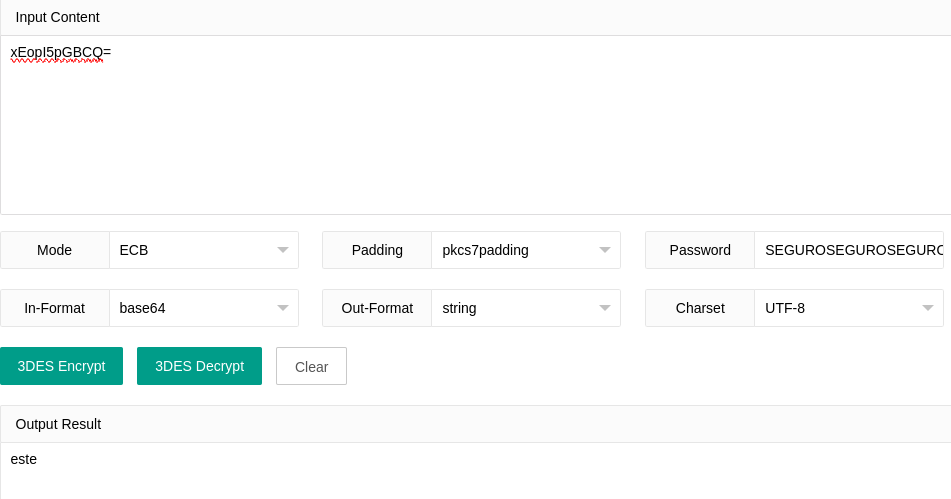 Input Content
xEopI5pGBCQ=
Mode ECB Padding pkcs7padding Password SEGUROSEGUROSEGURO
In-Format base64 Out-Format string Charset UTF-8
3DES Encrypt 3DES Decrypt Clear
Output Result
este